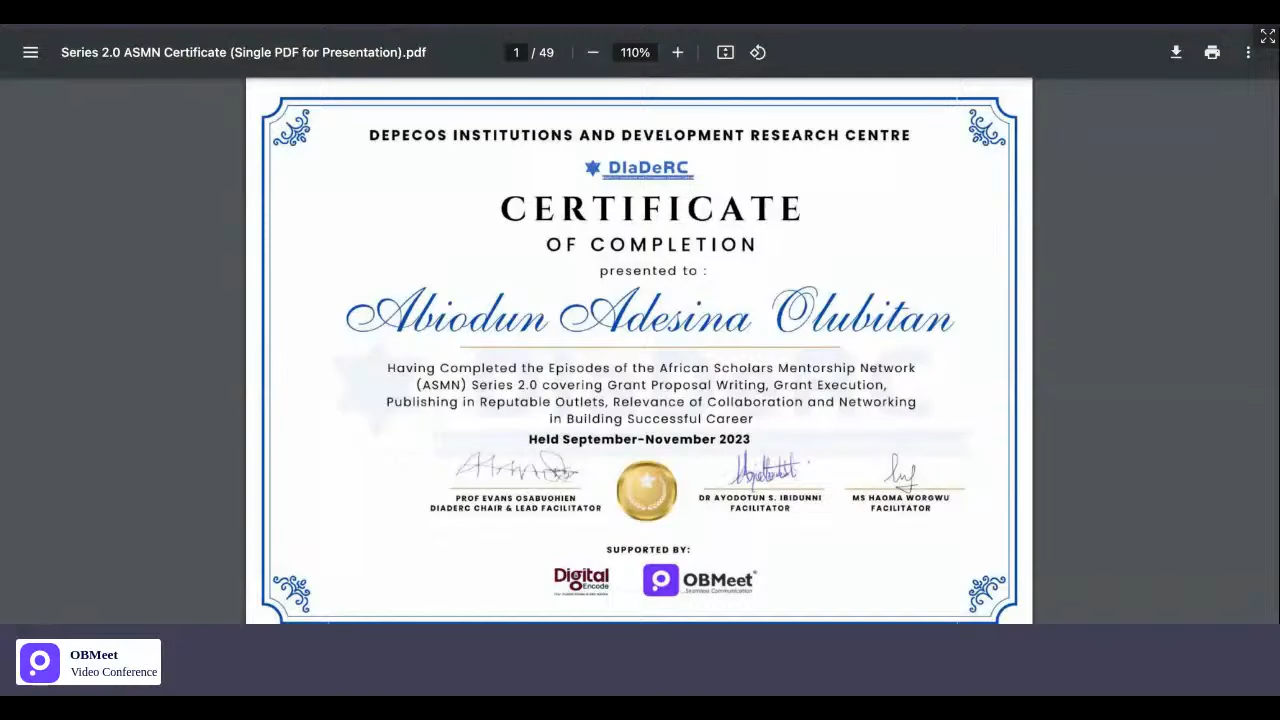 Series 2.0 ASMN Certificate (Single PDF for Presentation).pdf
1 / 49
110%
DEPECOS INSTITUTIONS AND DEVELOPMENT RESEARCH CENTRE
DIaDeRC
CERTIFICATE
OF COMPLETION
presented to :
Abiodun Adesina Olubitan
Having Completed the Episodes of the African Scholars Mentorship Network
(ASMN) Series 2.0 covering Grant Proposal Writing, Grant Execution,
Publishing in Reputable Outlets, Relevance of Collaboration and Networking
in Building Successful Career
Held September-November 2023
PROF EVANS OSABUOHIEN
DIADERC CHAIR & LEAD FACILITATOR
DR AYODOTUN S. IBIDUNNI
FACILITATOR
MS HAOMA WORGWU
FACILITATOR
SUPPORTED BY:
Digital
Encode
OBMeet
...Seamless Communication
OBMeet
Video Conference